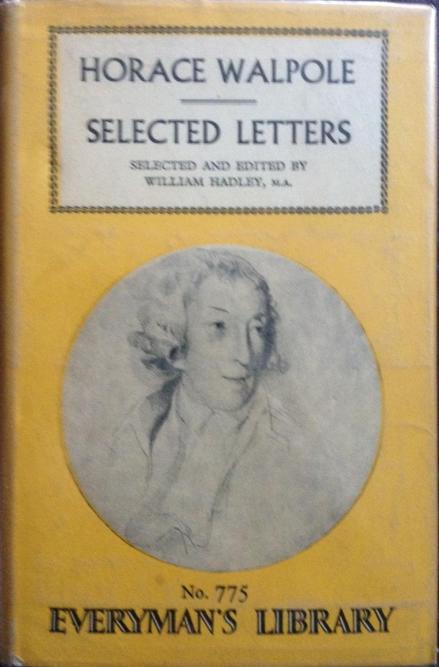 HORACE WALPOLE
SELECTED LETTERS
SELECTED AND EDITED BY
WILLIAM HADLEY, M.A.
No. 775
EVERYMAN'S LIBRARY